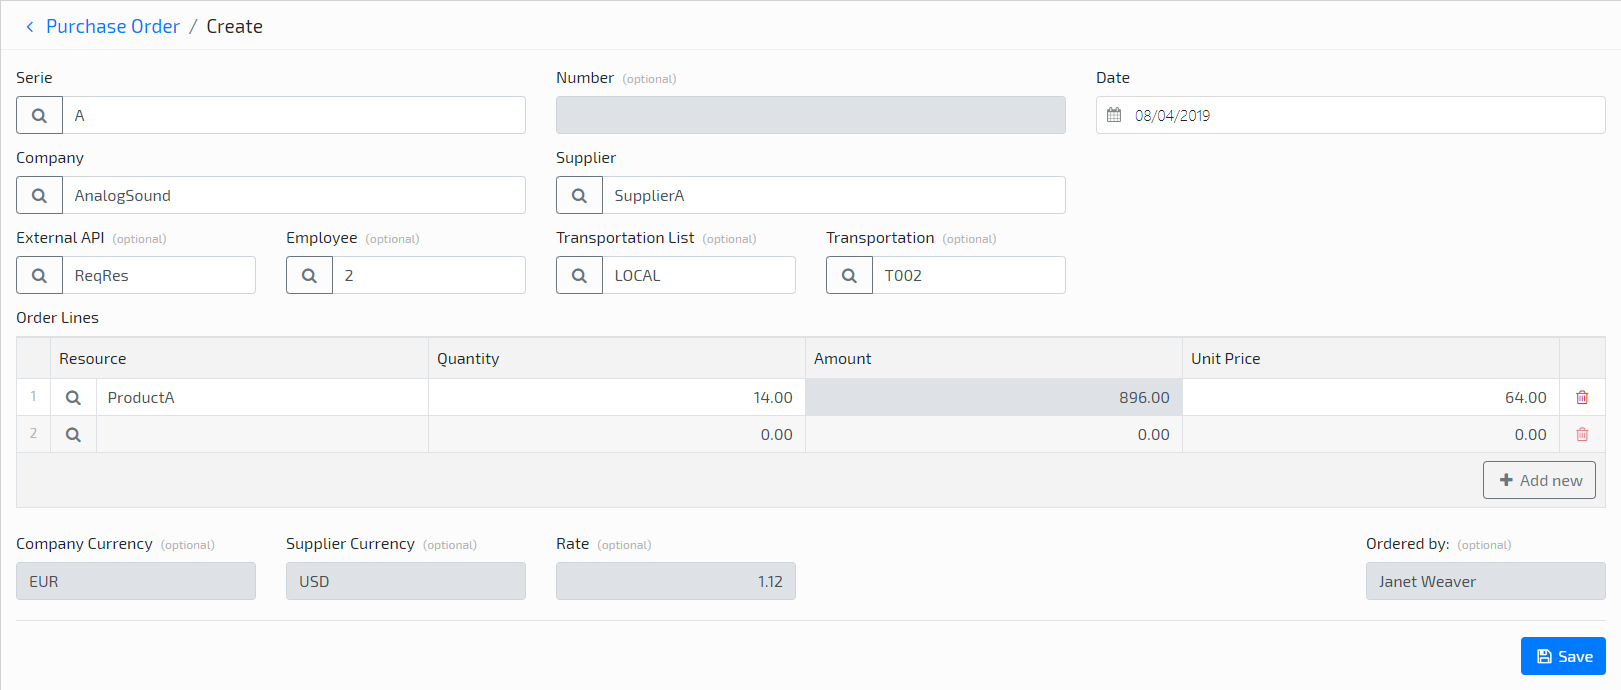 Purchase Order / Create
Serie
Number (optional)
Date
A
08/04/2019
Company
Supplier
AnalogSound
SupplierA
External API (optional)
Employee (optional)
Transportation List (optional)
Transportation (optional)
ReqRes
2
LOCAL
T002
Order Lines
Resource Quantity Amount Unit Price
1 ProductA 14.00 896.00 64.00
2 0.00 0.00 0.00
Add new
Company Currency (optional)
Supplier Currency (optional)
Rate (optional)
Ordered by: (optional)
EUR
USD
1.12
Janet Weaver
Save